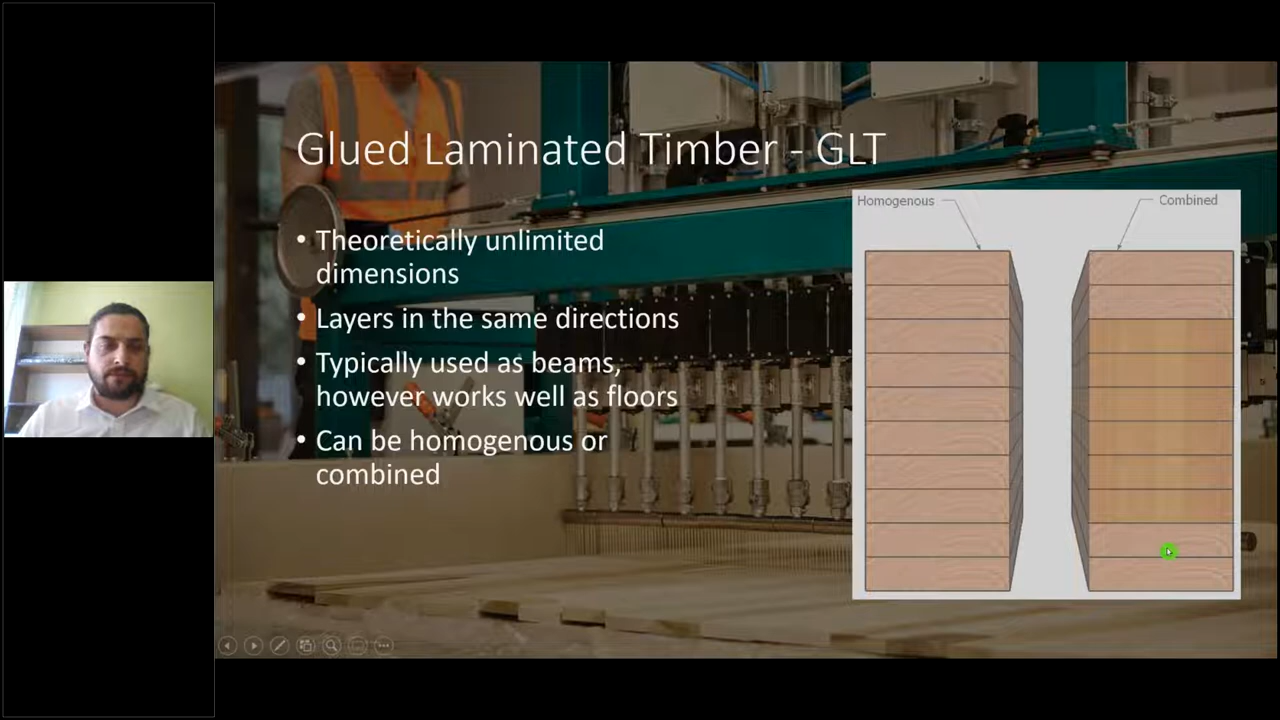 Glued Laminated Timber - GLT
• Theoretically unlimited
dimensions
• Layers in the same directions
• Typically used as beams,
however works well as floors
• Can be homogenous or
combined
Homogenous
Combined